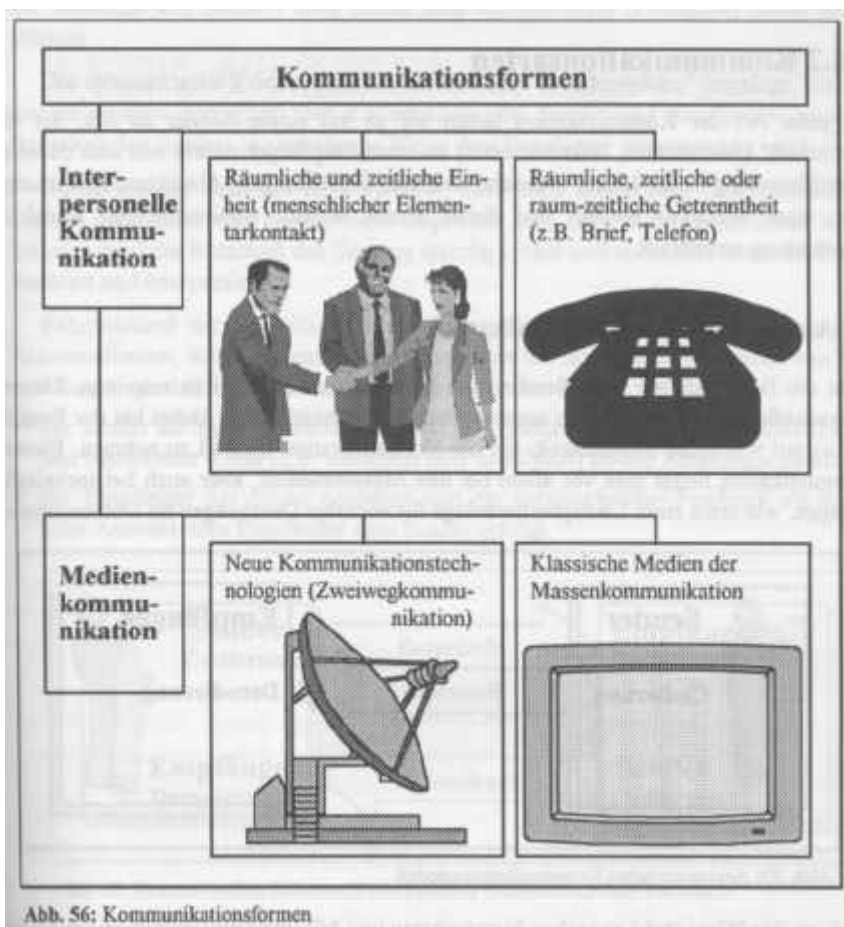 Kommunikationsformen
Inter-
personelle
Kommu-
nikation
Räumliche und zeitliche Ein-
heit (menschlicher Elemen-
tarkontakt)
Räumliche, zeitliche oder
raum-zeitliche Getrenntheit
(z.B. Brief, Telefon)
Medien-
kommu-
nikation
Neue Kommunikationstech-
nologien (Zweiwegkommu-
nikation)
Klassische Medien der
Massenkommunikation
Abb. 56: Kommunikationsformen